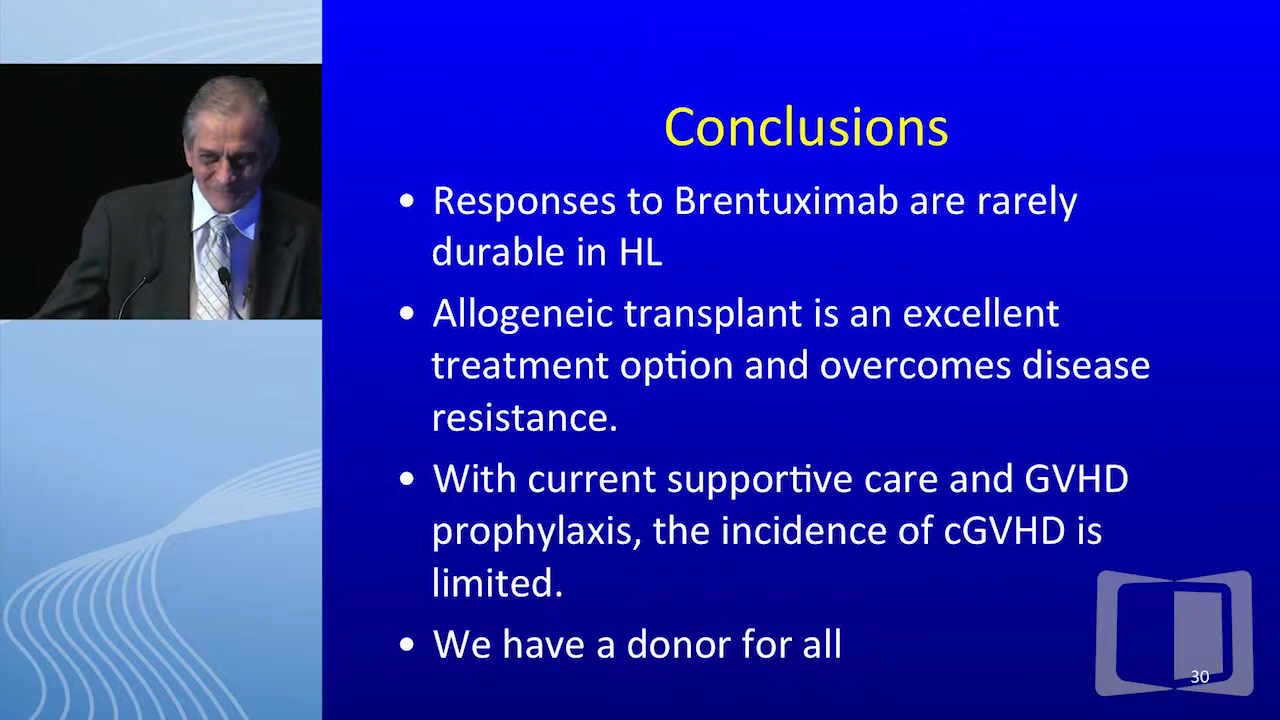 Conclusions
• Responses to Brentuximab are rarely
durable in HL
• Allogeneic transplant is an excellent
treatment option and overcomes disease
resistance.
• With current supportive care and GVHD
prophylaxis, the incidence of cGVHD is
limited.
• We have a donor for all
30